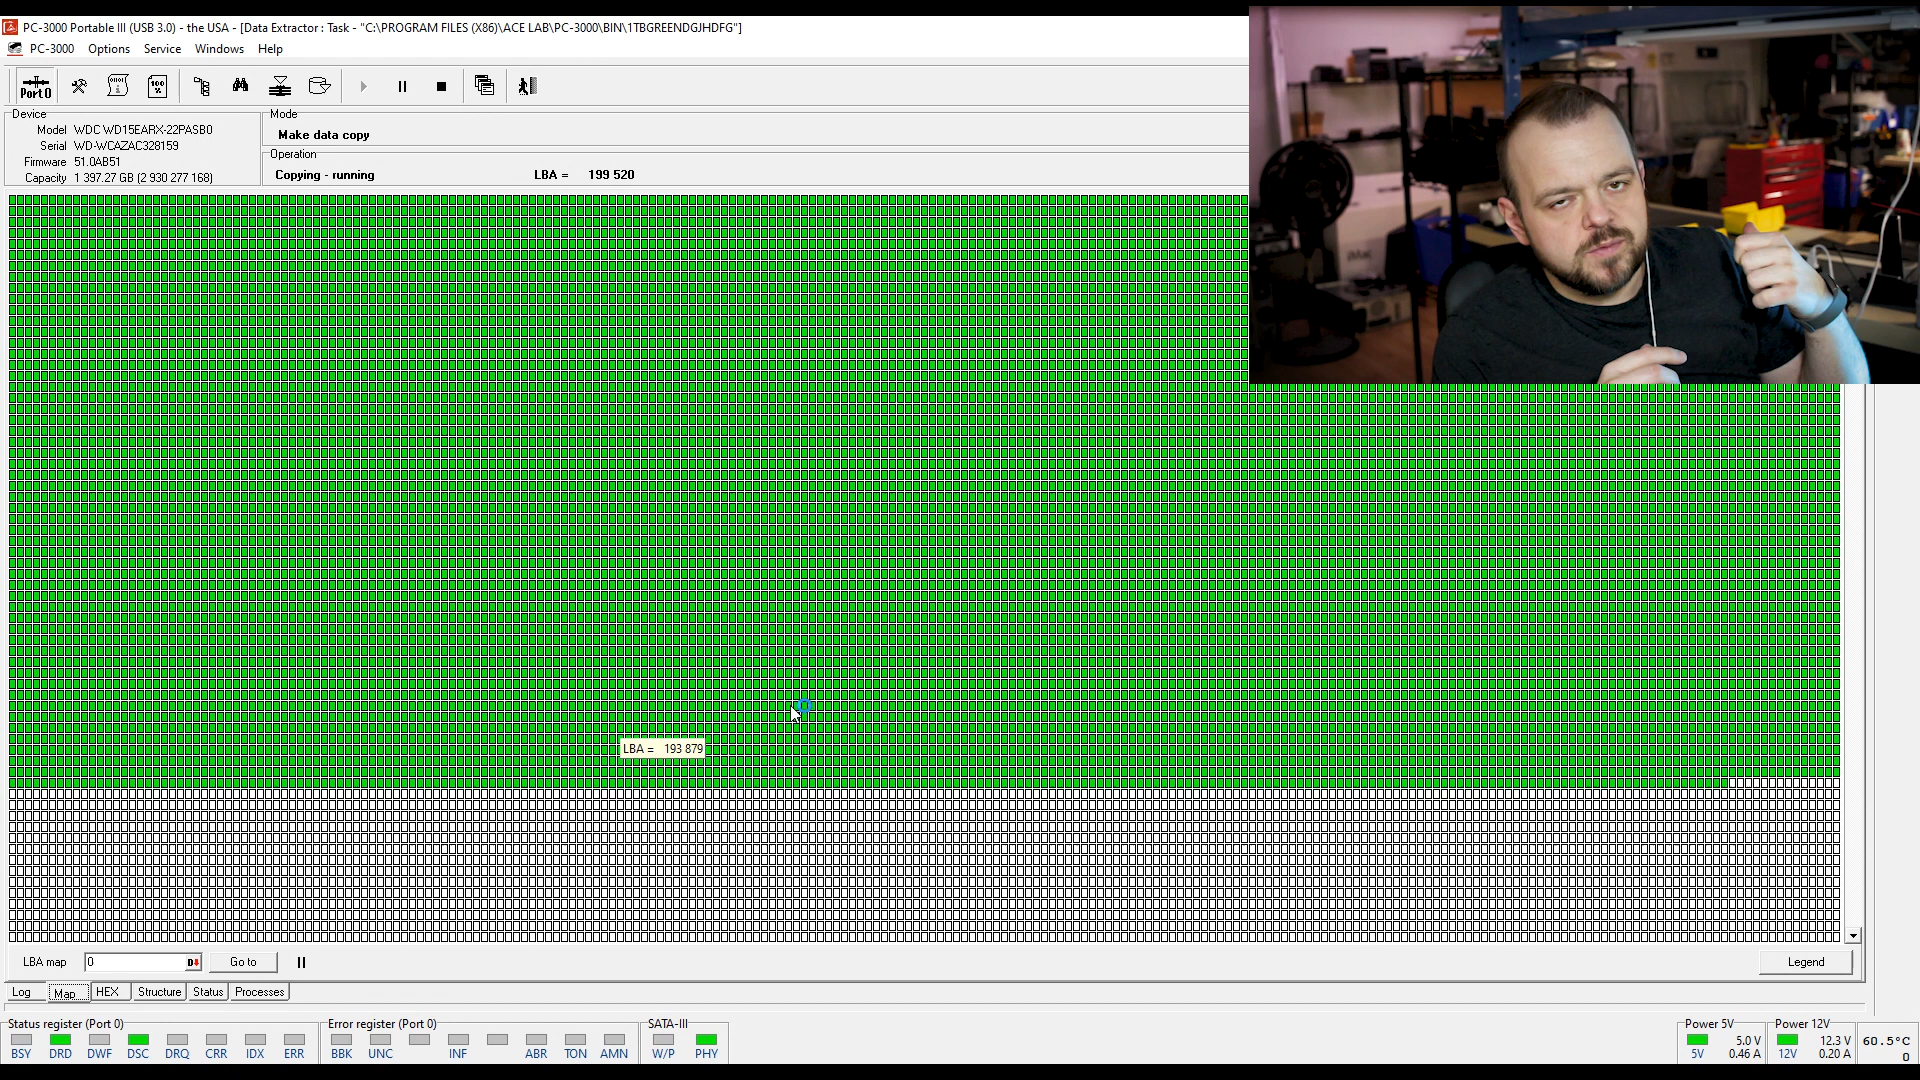 PC-3000 Portable III (USB 3.0) - the USA - [Data Extractor : Task - "C:\PROGRAM FILES (X86)\ACE LAB\PC-3000\BIN\1TBGREENDGJHDFG"]
PC-3000 Options Service Windows Help
Port 0
100 %
Device
Model WDC WD15EARX-22PASB0
Serial WD-WCAZAC328159
Firmware 51.0AB51
Capacity 1 397.27 GB (2 930 277 168)
Mode
Make data copy
Operation
Copying - running LBA = 199 520
LBA = 193 879
LBA map 0 D Go to Legend
Log Map HEX Structure Status Processes
Status register (Port 0) Error register (Port 0) SATA-III Power 5V Power 12V
5.0 V 12.3 V 60.5°C
BSY DRD DWF DSC DRQ CRR IDX ERR BBK UNC INF ABR TON AMN W/P PHY 5V 0.46 A 12V 0.20 A 0